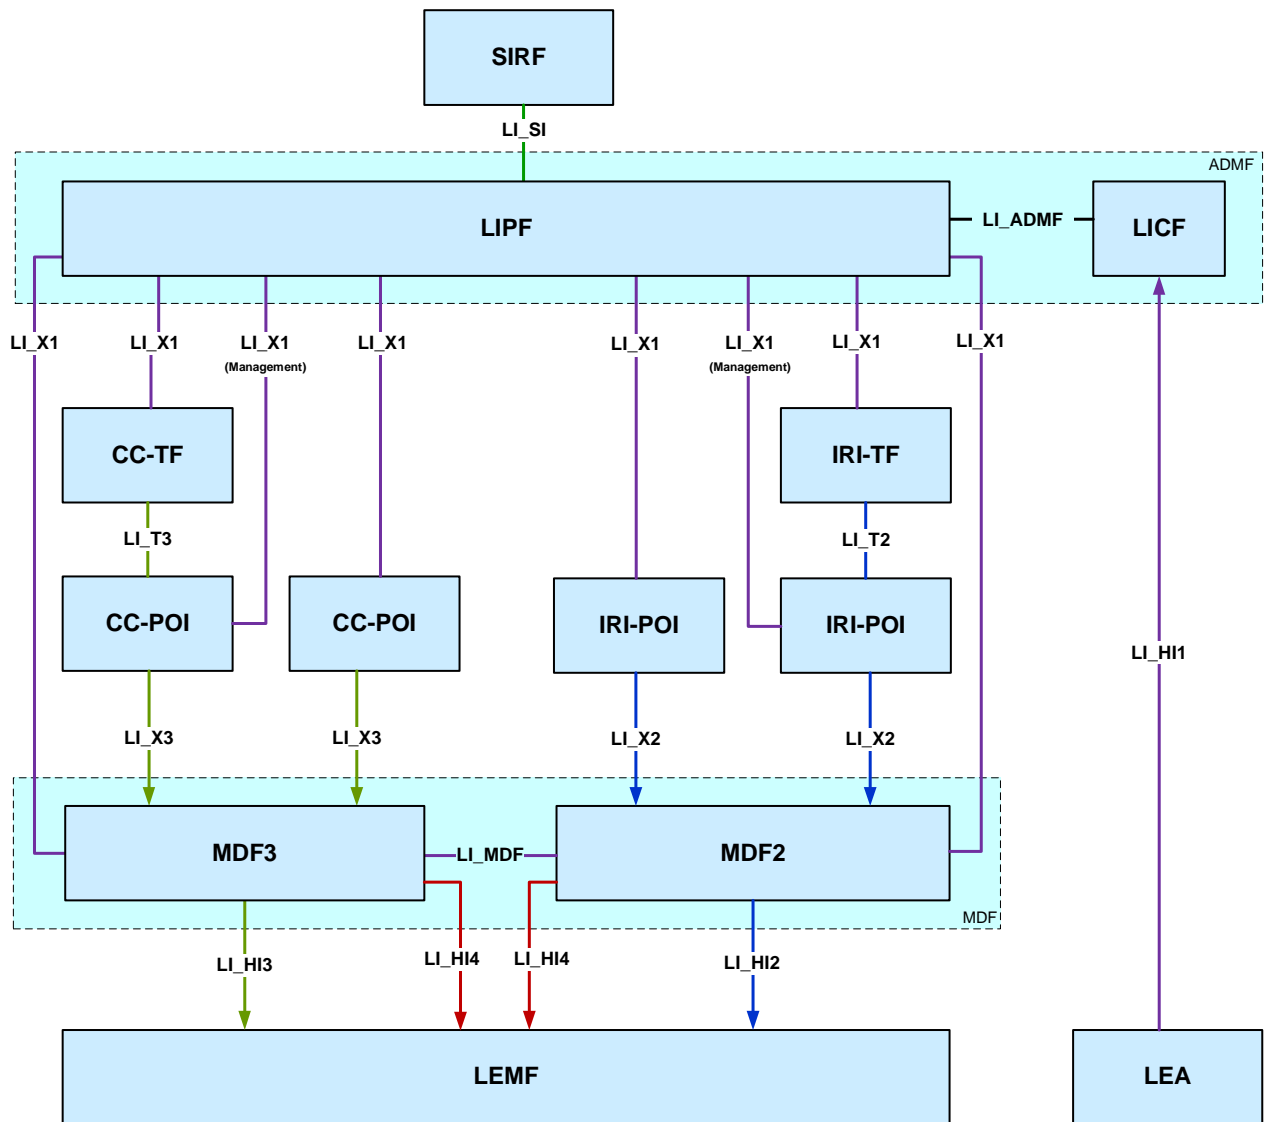 SIRF
LI_SI
ADMF
LIPF
LI_ADMF
LICF
LI_X1
LI_X1
LI_X1
(Management)
LI_X1
LI_X1
LI_X1
(Management)
LI_X1
LI_X1
CC-TF
IRI-TF
LI_T3
LI_T2
CC-POI
CC-POI
IRI-POI
IRI-POI
LI_HI1
LI_X3
LI_X3
LI_X2
LI_X2
MDF3
LI_MDF
MDF2
MDF
LI_HI3
LI_HI4
LI_HI4
LI_HI2
LEMF
LEA